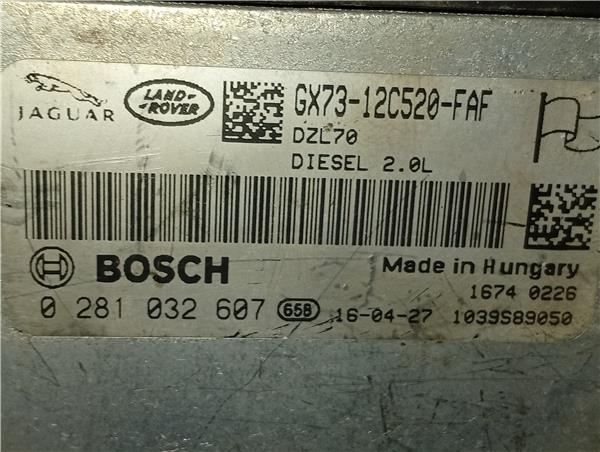 JAGUAR
LAND-
ROVER
GX73-12C520-FAF
DZL70
DIESEL 2.0L
BOSCH
Made in Hungary
1674 0226
0 281 032 607 65B 16-04-27 1039S89050